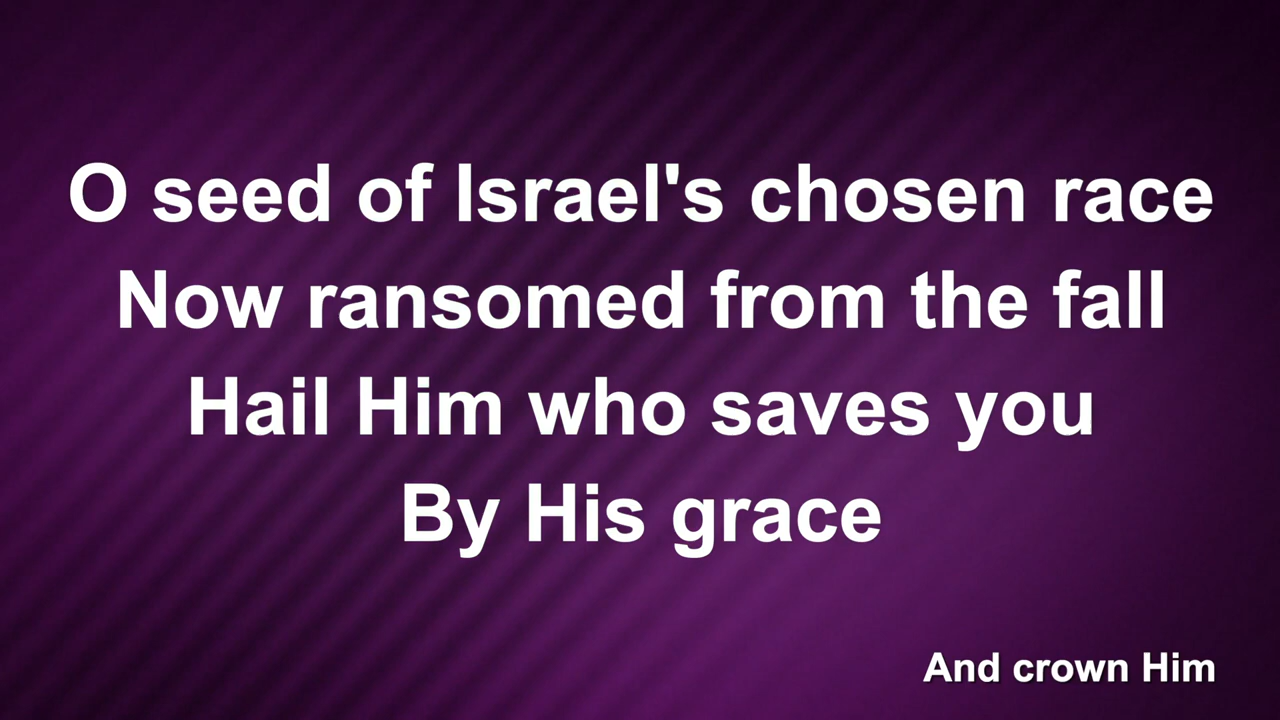 O seed of Israel's chosen race
Now ransomed from the fall
Hail Him who saves you
By His grace
And crown Him